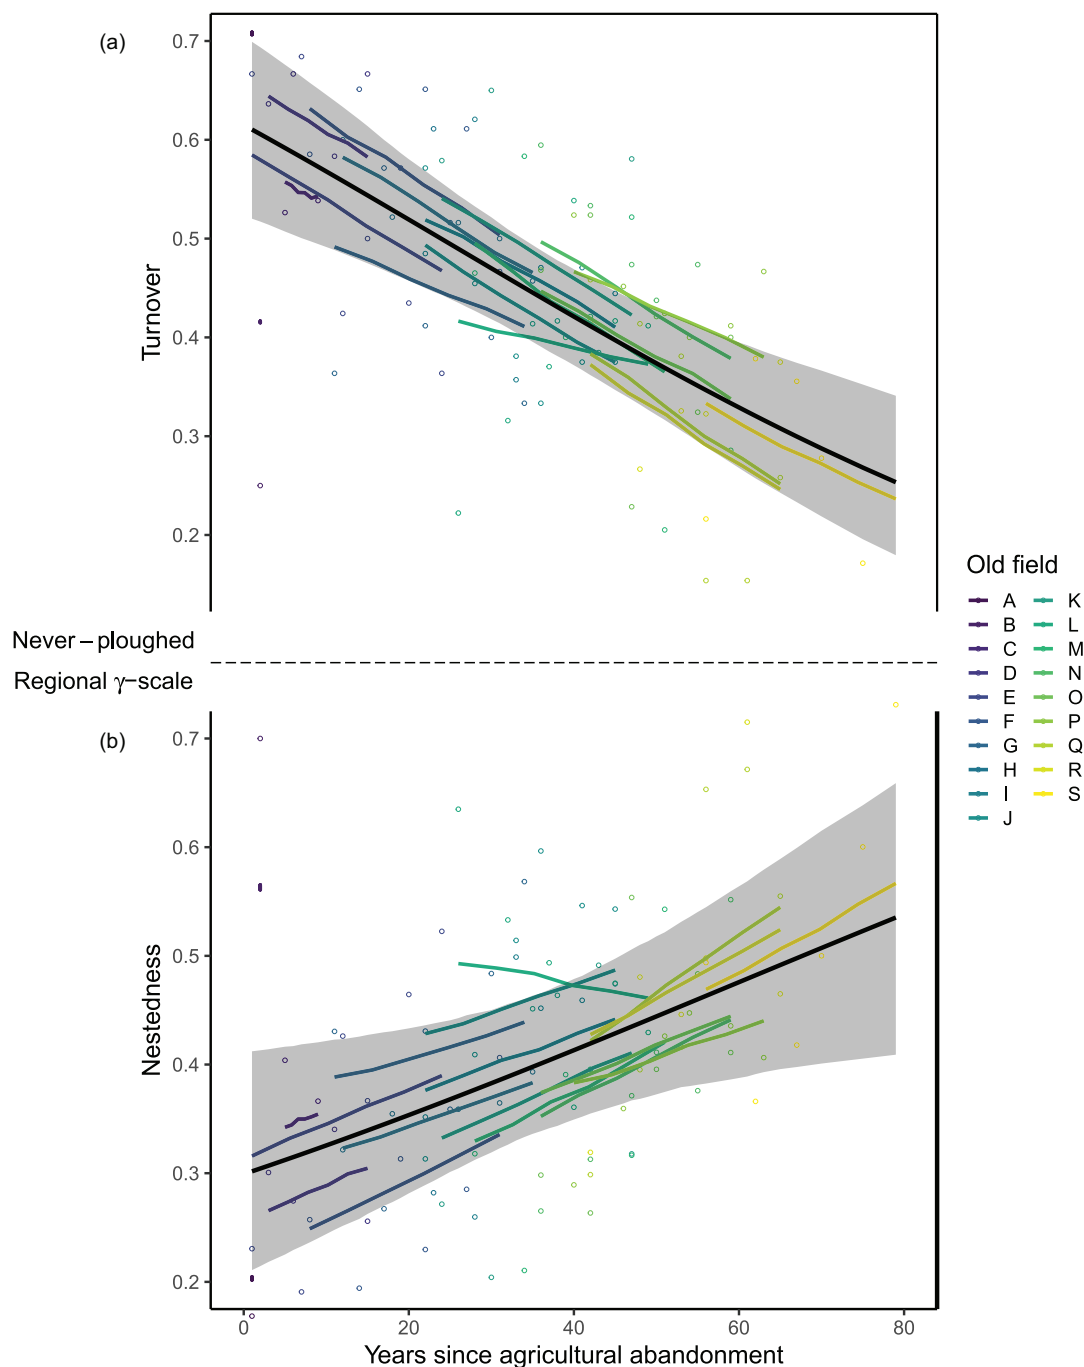 (a)
0.7
0.6
0.5
0.4
0.3
0.2
Turnover
Never – ploughed
Regional γ−scale
(b)
0.7
0.6
0.5
0.4
0.3
0.2
Nestedness
0 20 40 60 80
Years since agricultural abandonment
Old field
A K
B L
C M
D N
E O
F P
G Q
H R
I S
J